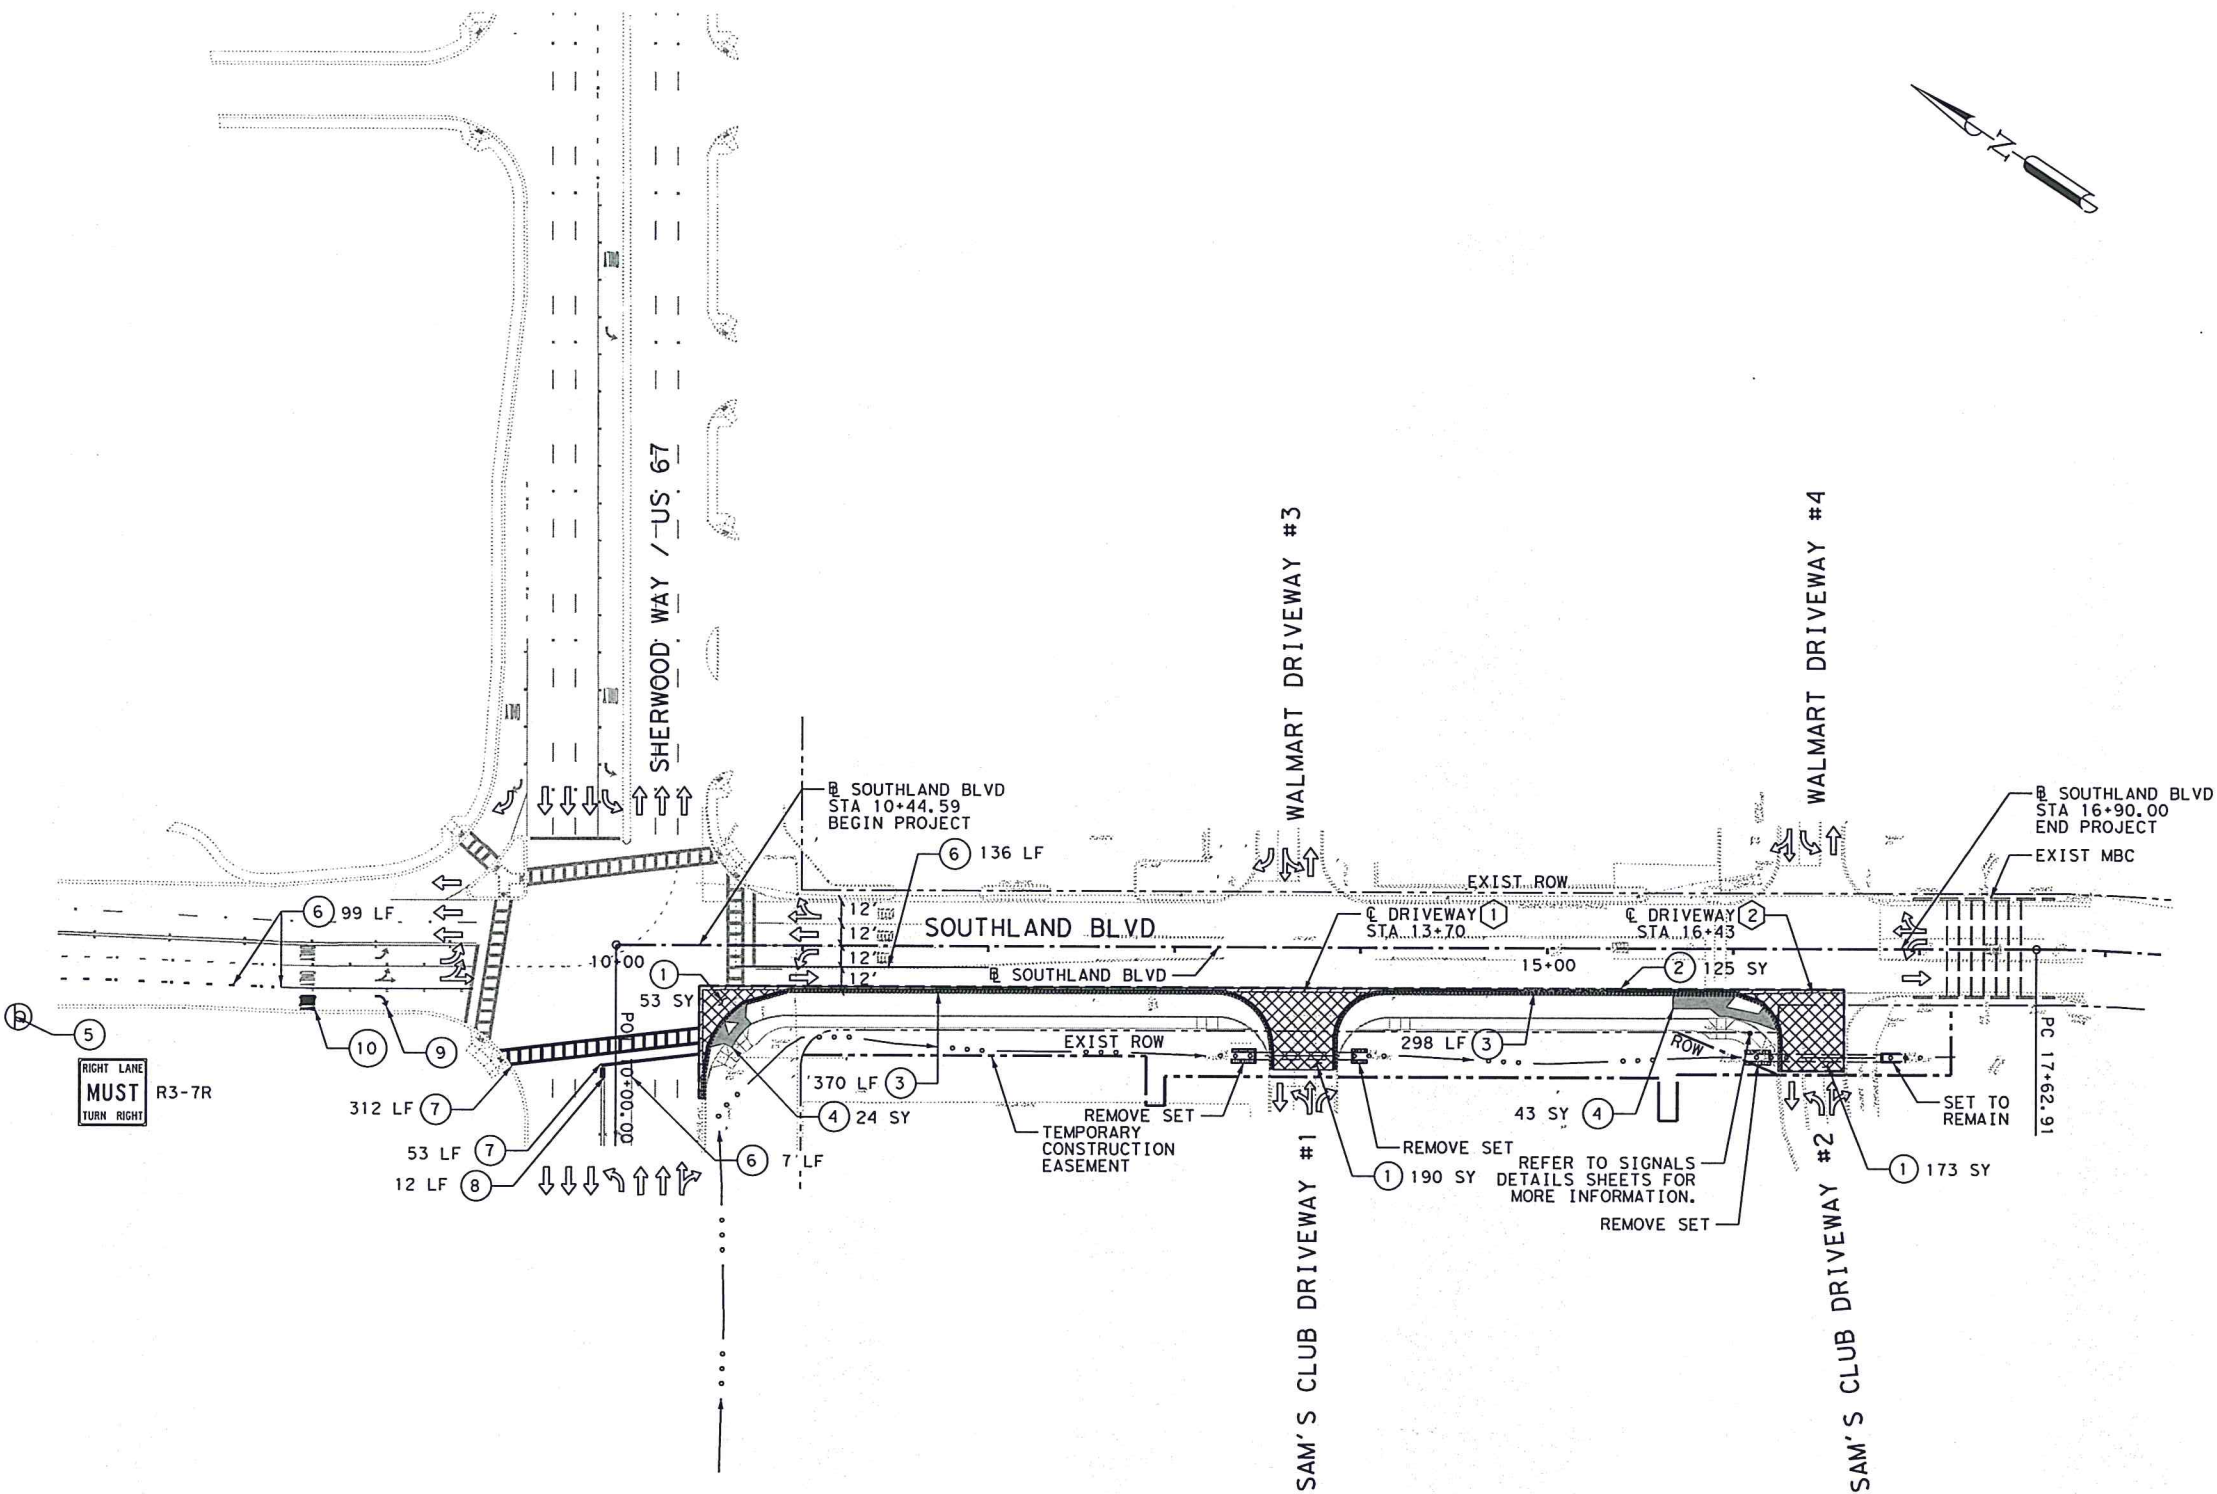 N
SHERWOOD WAY / US 67
WALMART DRIVEWAY #3
WALMART DRIVEWAY #4
℄ SOUTHLAND BLVD
STA 10+44.59
BEGIN PROJECT
6 136 LF
SOUTHLAND BLVD
STA 16+90.00
END PROJECT
EXIST MBC
EXIST ROW
6 99 LF
12'
12'
12'
12'
SOUTHLAND BLVD
℄ DRIVEWAY 1
STA 13+70
℄ DRIVEWAY 2
STA 16+43
10+00
SOUTHLAND BLVD
15+00
2 125 SY
1
53 SY
5
10
9
POT 10+00.00
EXIST ROW
298 LF 3
ROW
PC 17+62.91
RIGHT LANE
MUST
TURN RIGHT
R3-7R
370 LF 3
312 LF 7
4 24 SY
REMOVE SET
TEMPORARY
CONSTRUCTION
EASEMENT
43 SY 4
SET TO
REMAIN
53 LF 7
6 7 LF
12 LF 8
REMOVE SET
1 190 SY
REFER TO SIGNALS
DETAILS SHEETS FOR
MORE INFORMATION.
1 173 SY
REMOVE SET
SAM'S CLUB DRIVEWAY #1
SAM'S CLUB DRIVEWAY #2